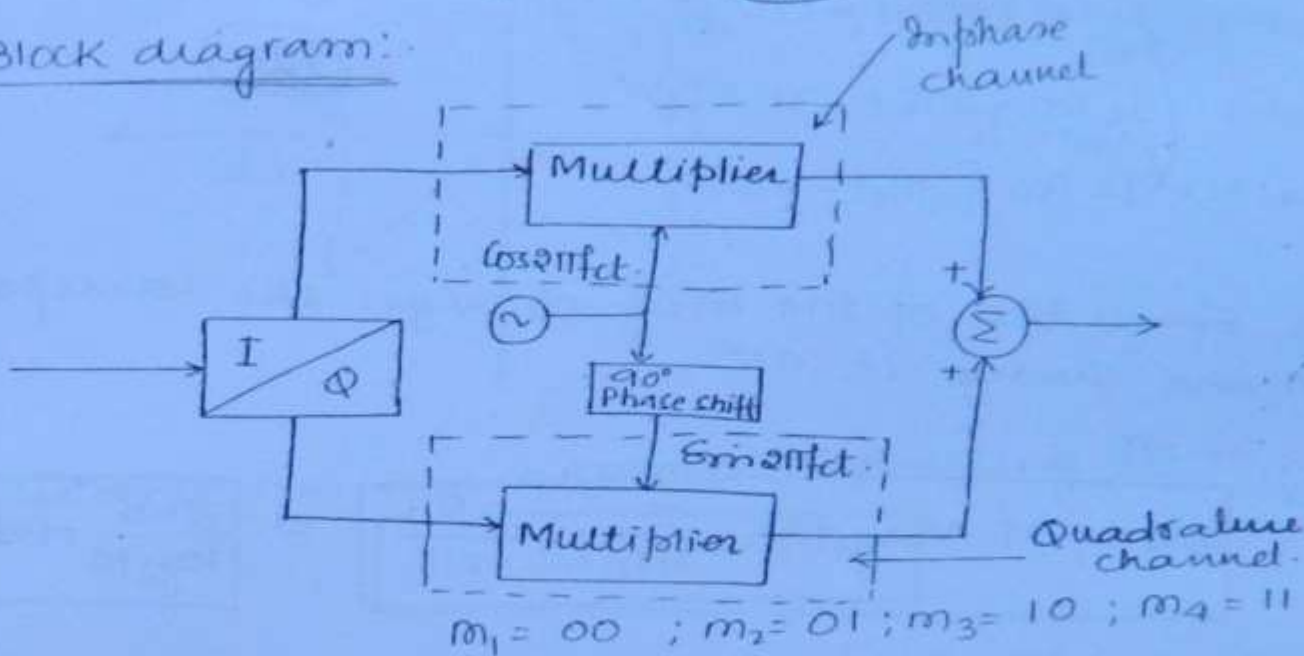 Block diagram:
Inphase
channel
Multiplier
Cos2πfct.
~
I
Q
90°
Phase shift
Sin2πfct.
Multiplier
+
Σ
+
Quadrature
channel.
m1 = 00 ; m2 = 01 ; m3 = 10 ; m4 = 11